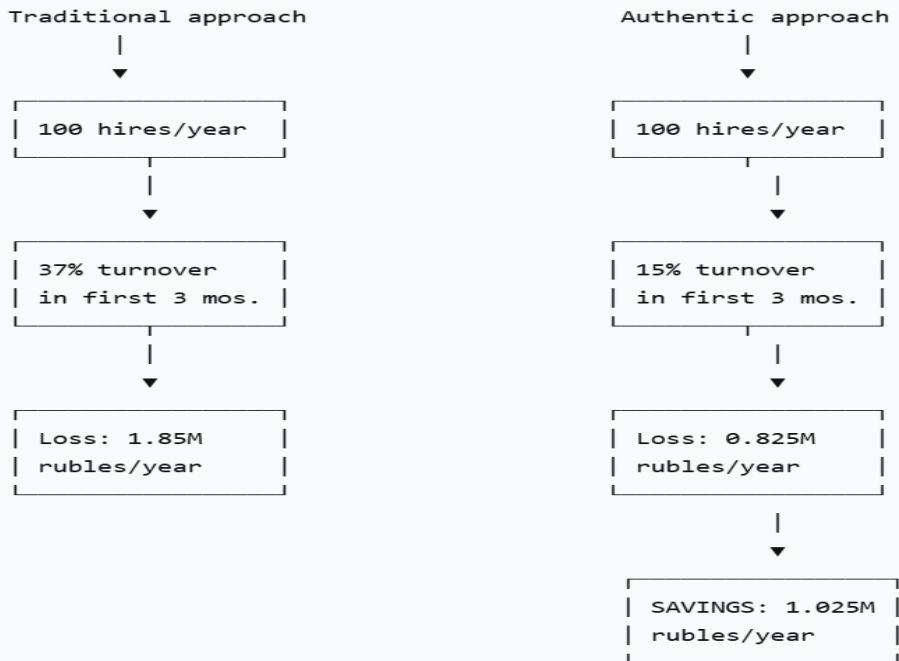 Traditional approach
Authentic approach
100 hires/year
100 hires/year
37% turnover
in first 3 mos.
15% turnover
in first 3 mos.
Loss: 1.85M
rubles/year
Loss: 0.825M
rubles/year
SAVINGS: 1.025M
rubles/year